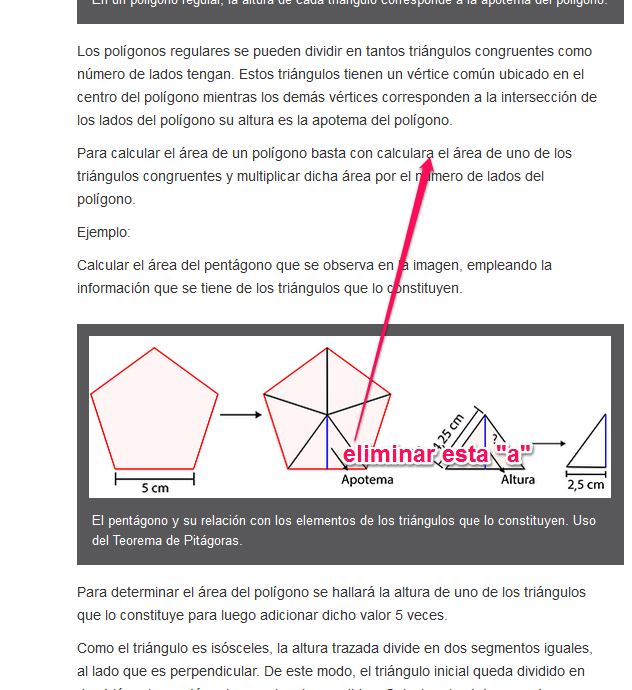 En un polígono regular, la altura de cada triángulo corresponde a la apotema del polígono.
Los polígonos regulares se pueden dividir en tantos triángulos congruentes como
número de lados tengan. Estos triángulos tienen un vértice común ubicado en el
centro del polígono mientras los demás vértices corresponden a la intersección de
los lados del polígono su altura es la apotema del polígono.
Para calcular el área de un polígono basta con calculara el área de uno de los
triángulos congruentes y multiplicar dicha área por el número de lados del
polígono.
Ejemplo:
Calcular el área del pentágono que se observa en la imagen, empleando la
información que se tiene de los triángulos que lo constituyen.
5 cm
Apotema
,25 cm
?
Altura
2,5 cm
eliminar esta "a"
El pentágono y su relación con los elementos de los triángulos que lo constituyen. Uso
del Teorema de Pitágoras.
Para determinar el área del polígono se hallará la altura de uno de los triángulos
que lo constituye para luego adicionar dicho valor 5 veces.
Como el triángulo es isósceles, la altura trazada divide en dos segmentos iguales,
al lado que es perpendicular. De este modo, el triángulo inicial queda dividido en